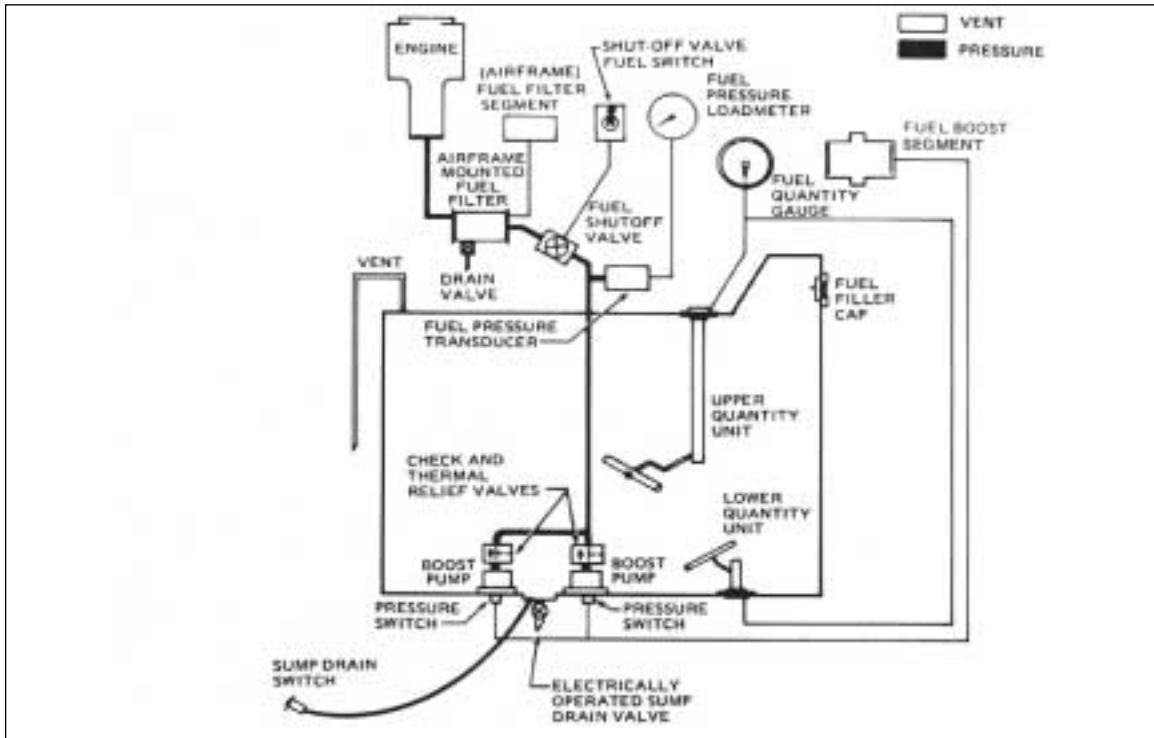 ENGINE
(AIRFRAME)
FUEL FILTER
SEGMENT
SHUT-OFF VALVE
FUEL SWITCH
FUEL
PRESSURE
LOADMETER
VENT
PRESSURE
FUEL BOOST
SEGMENT
AIRFRAME
MOUNTED
FUEL
FILTER
FUEL
SHUTOFF
VALVE
FUEL
QUANTITY
GAUGE
VENT
DRAIN
VALVE
FUEL
FILLER
CAP
FUEL PRESSURE
TRANSDUCER
UPPER
QUANTITY
UNIT
CHECK AND
THERMAL
RELIEF VALVES
LOWER
QUANTITY
UNIT
BOOST
PUMP
BOOST
PUMP
PRESSURE
SWITCH
PRESSURE
SWITCH
SUMP DRAIN
SWITCH
ELECTRICALLY
OPERATED SUMP
DRAIN VALVE